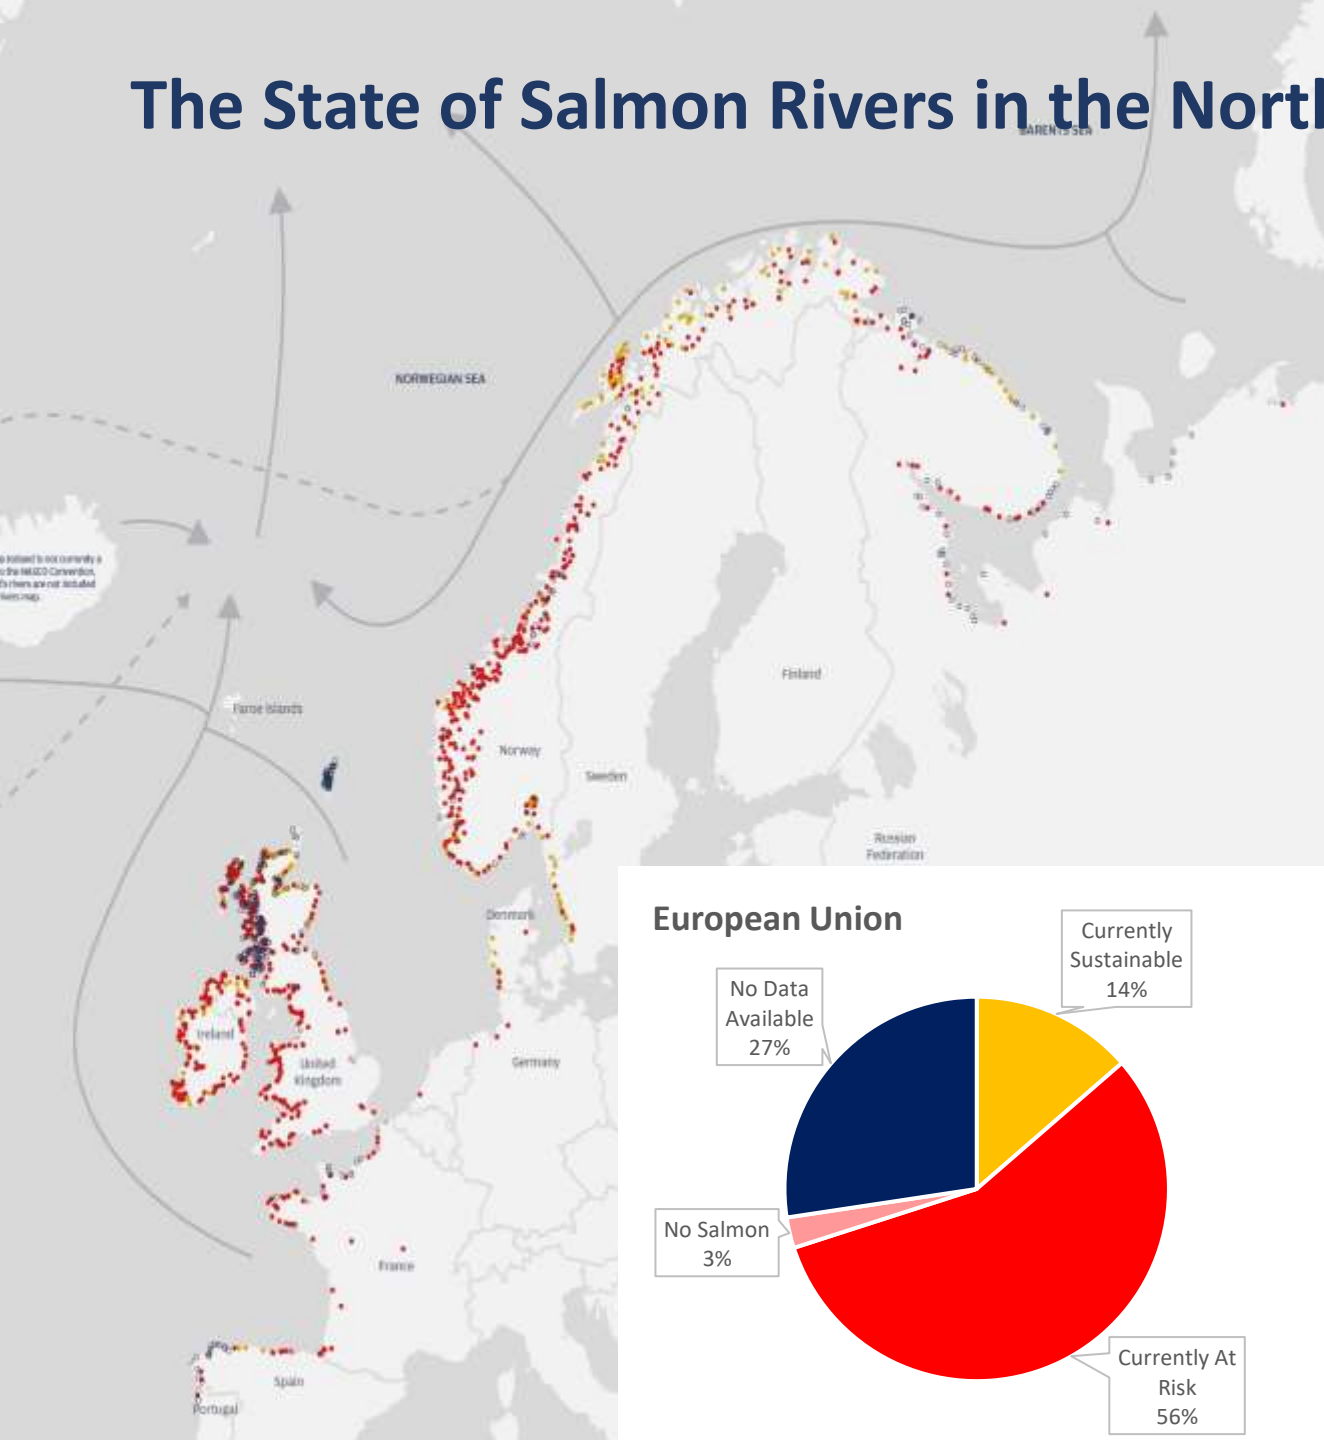 The State of Salmon Rivers in the North
BARENTS SEA
NORWEGIAN SEA
Faroe Islands
Finland
Norway
Sweden
Russian
Federation
Denmark
Ireland
United
Kingdom
Germany
France
Spain
Portugal
European Union
Currently
Sustainable
14%
No Data
Available
27%
No Salmon
3%
Currently At
Risk
56%